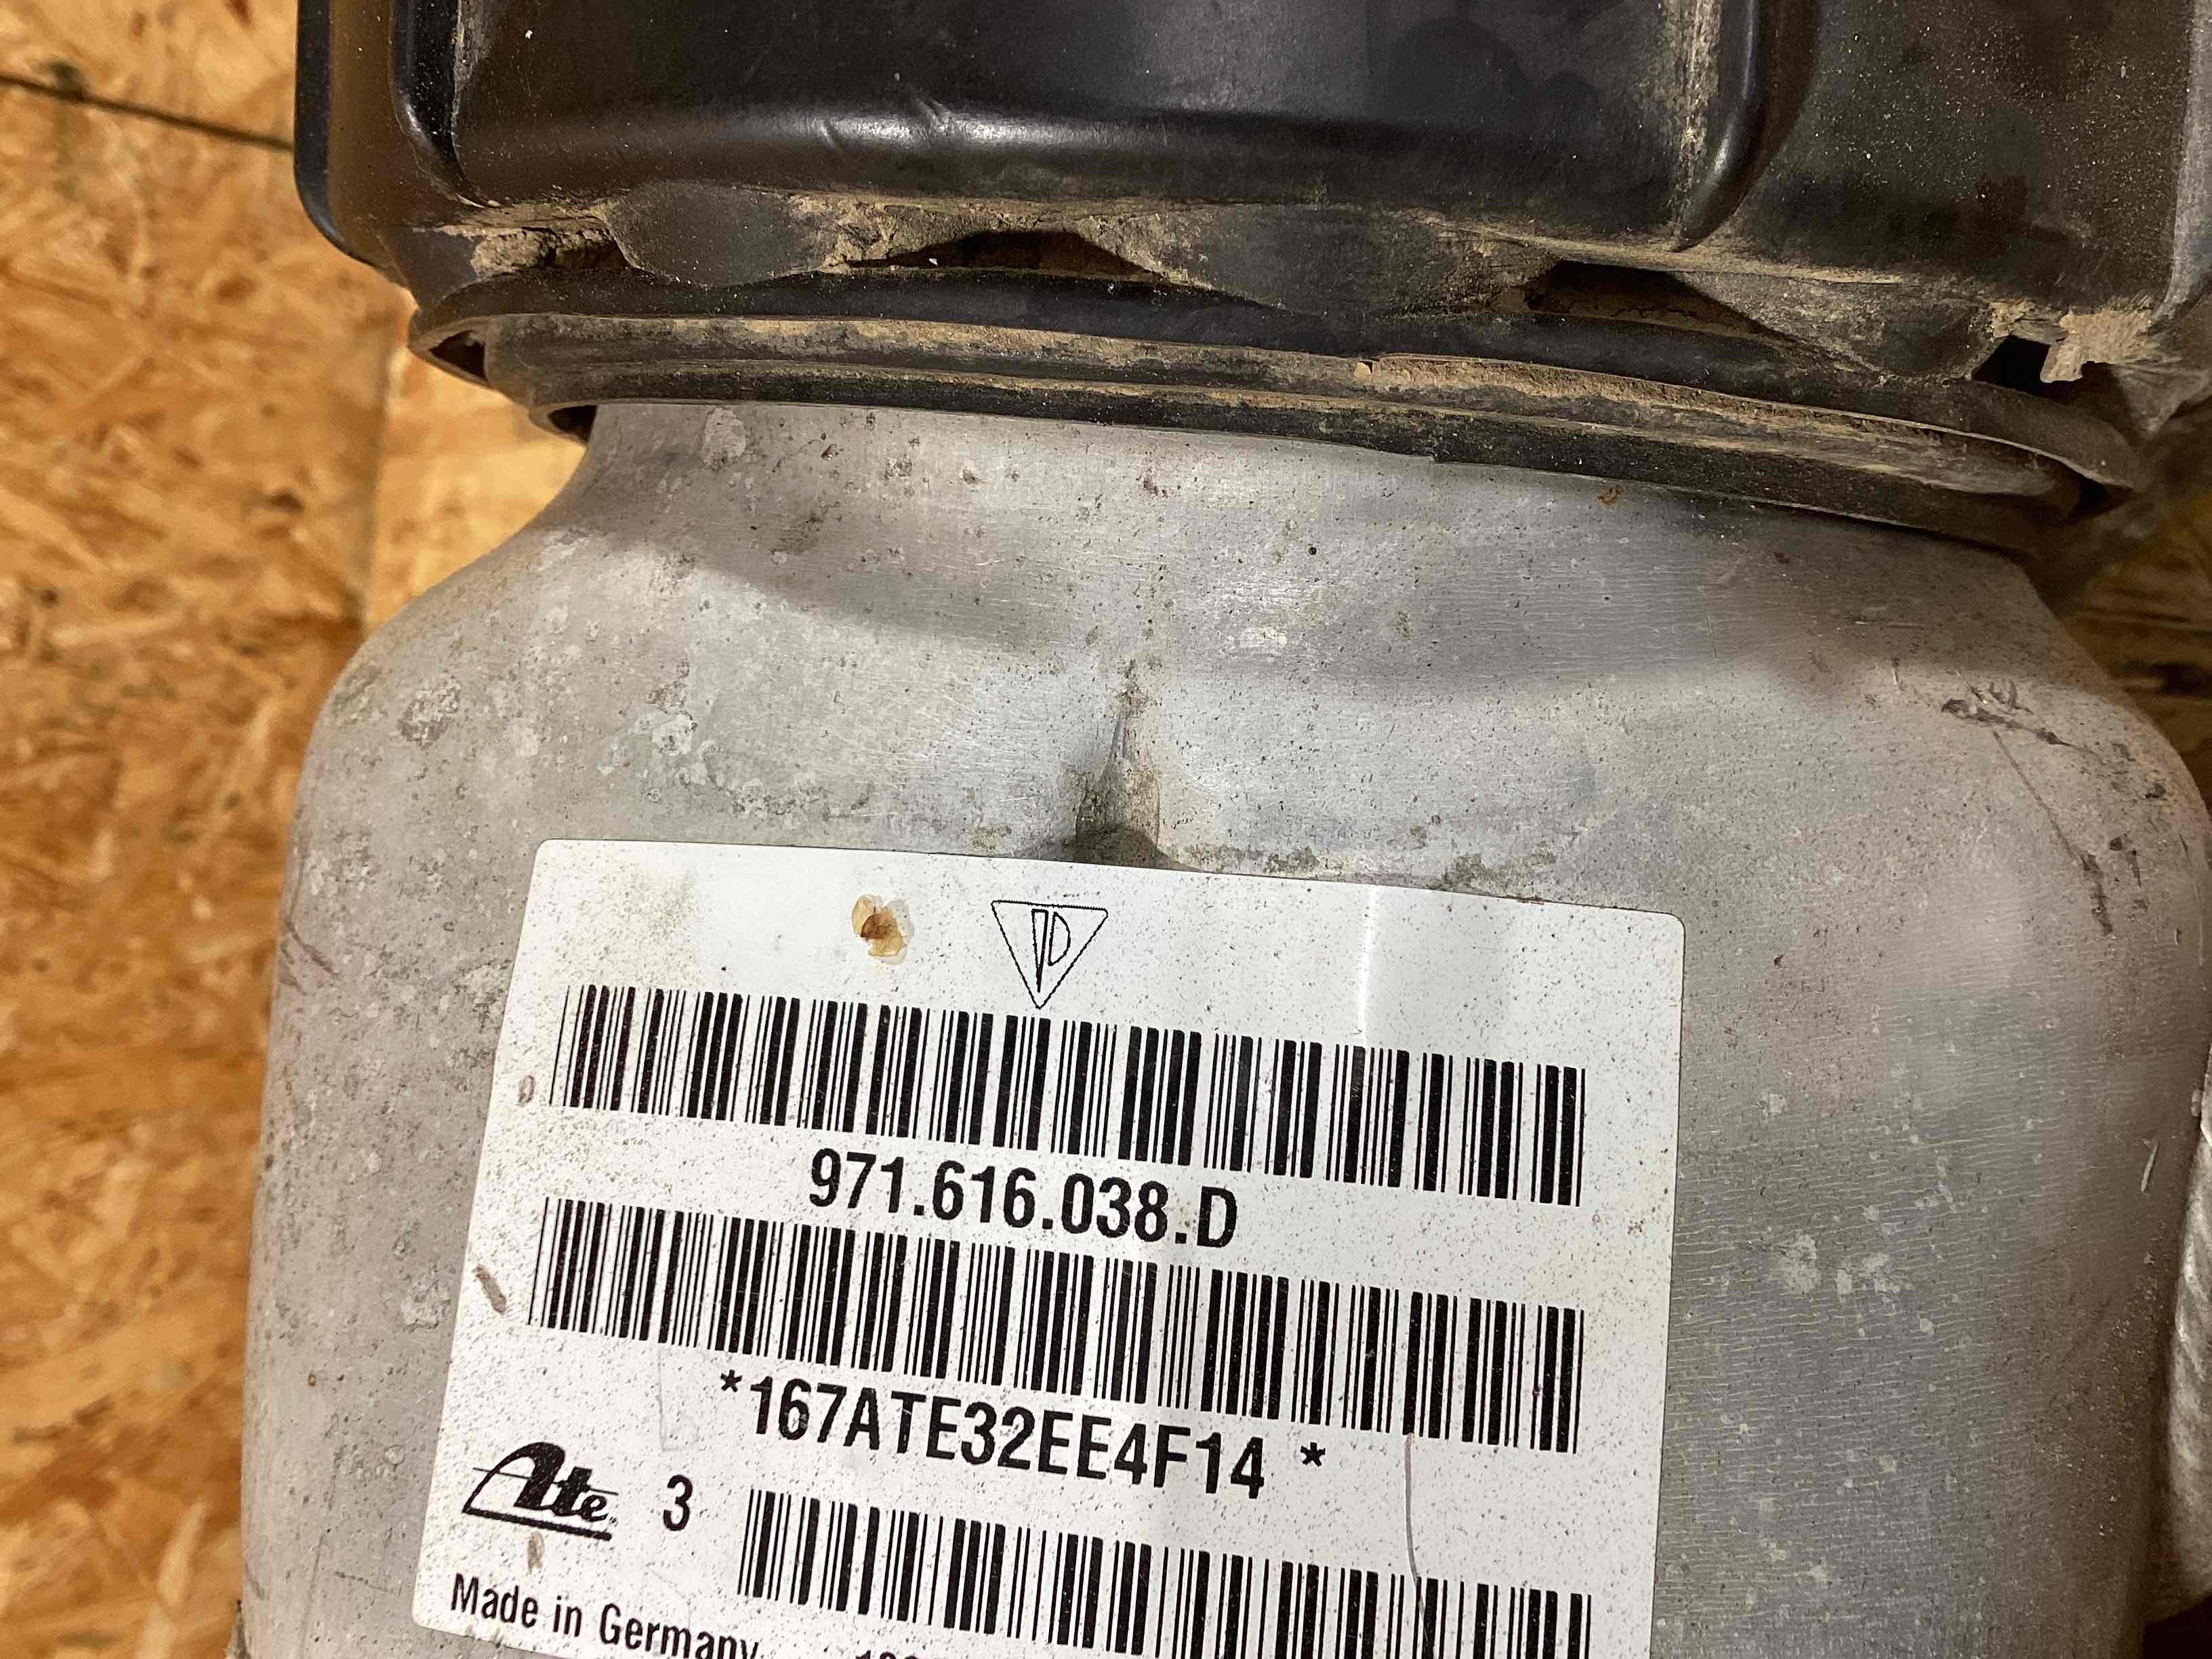 971.616.038.D
*167ATE32EE4F14 *
Ate 3
Made in Germany